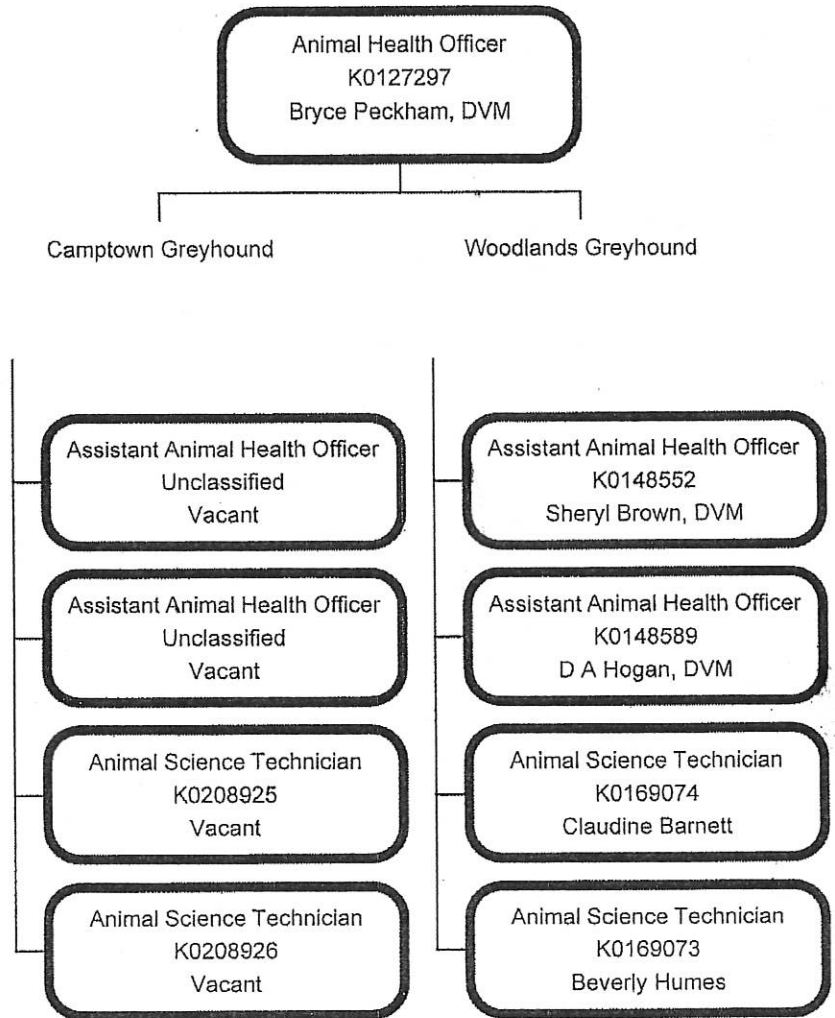 Animal Health Officer
K0127297
Bryce Peckham, DVM
Camptown Greyhound
Woodlands Greyhound
Assistant Animal Health Officer
Unclassified
Vacant
Assistant Animal Health Officer
Unclassified
Vacant
Animal Science Technician
K0208925
Vacant
Animal Science Technician
K0208926
Vacant
Assistant Animal Health Officer
K0148552
Sheryl Brown, DVM
Assistant Animal Health Officer
K0148589
D A Hogan, DVM
Animal Science Technician
K0169074
Claudine Barnett
Animal Science Technician
K0169073
Beverly Humes